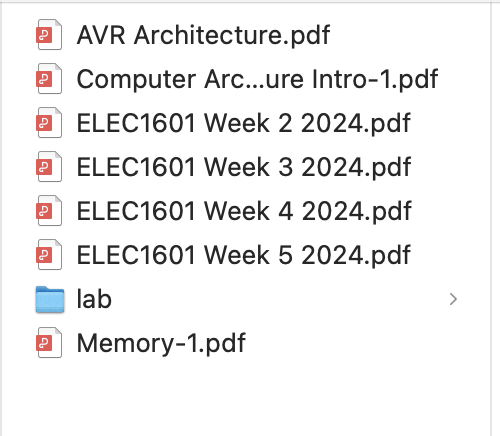 AVR Architecture.pdf
Computer Arc...ure Intro-1.pdf
ELEC1601 Week 2 2024.pdf
ELEC1601 Week 3 2024.pdf
ELEC1601 Week 4 2024.pdf
ELEC1601 Week 5 2024.pdf
lab
Memory-1.pdf